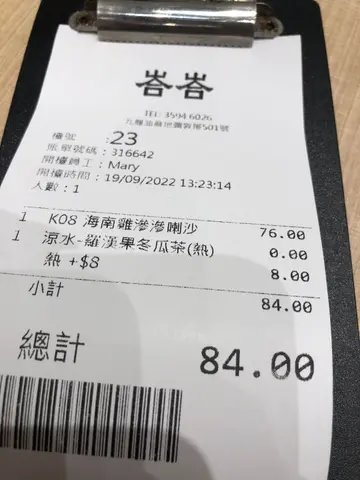 峇峇
TEL: 3594 6026
九龍油麻地彌敦道501號
檯號 :23
賬單號碼：316642
開檯員工：Mary
開檯時間：19/09/2022 13:23:14
人數：1
1 K08 海南雞滲滲喇沙 76.00
1 涼水-羅漢果冬瓜茶(熱) 0.00
熱 +$8 8.00
小計 84.00
總計 84.00